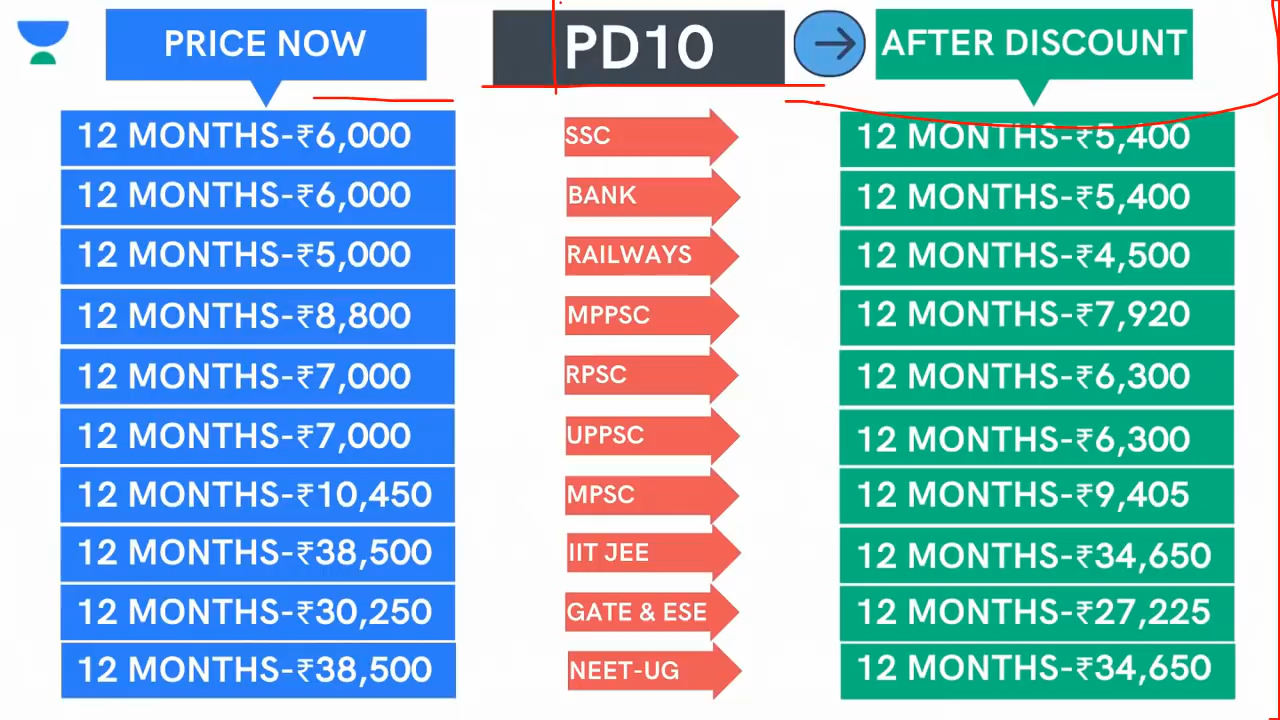 PRICE NOW PD10 AFTER DISCOUNT
12 MONTHS-₹6,000 SSC 12 MONTHS-₹5,400
12 MONTHS-₹6,000 BANK 12 MONTHS-₹5,400
12 MONTHS-₹5,000 RAILWAYS 12 MONTHS-₹4,500
12 MONTHS-₹8,800 MPPSC 12 MONTHS-₹7,920
12 MONTHS-₹7,000 RPSC 12 MONTHS-₹6,300
12 MONTHS-₹7,000 UPPSC 12 MONTHS-₹6,300
12 MONTHS-₹10,450 MPSC 12 MONTHS-₹9,405
12 MONTHS-₹38,500 IIT JEE 12 MONTHS-₹34,650
12 MONTHS-₹30,250 GATE & ESE 12 MONTHS-₹27,225
12 MONTHS-₹38,500 NEET-UG 12 MONTHS-₹34,650